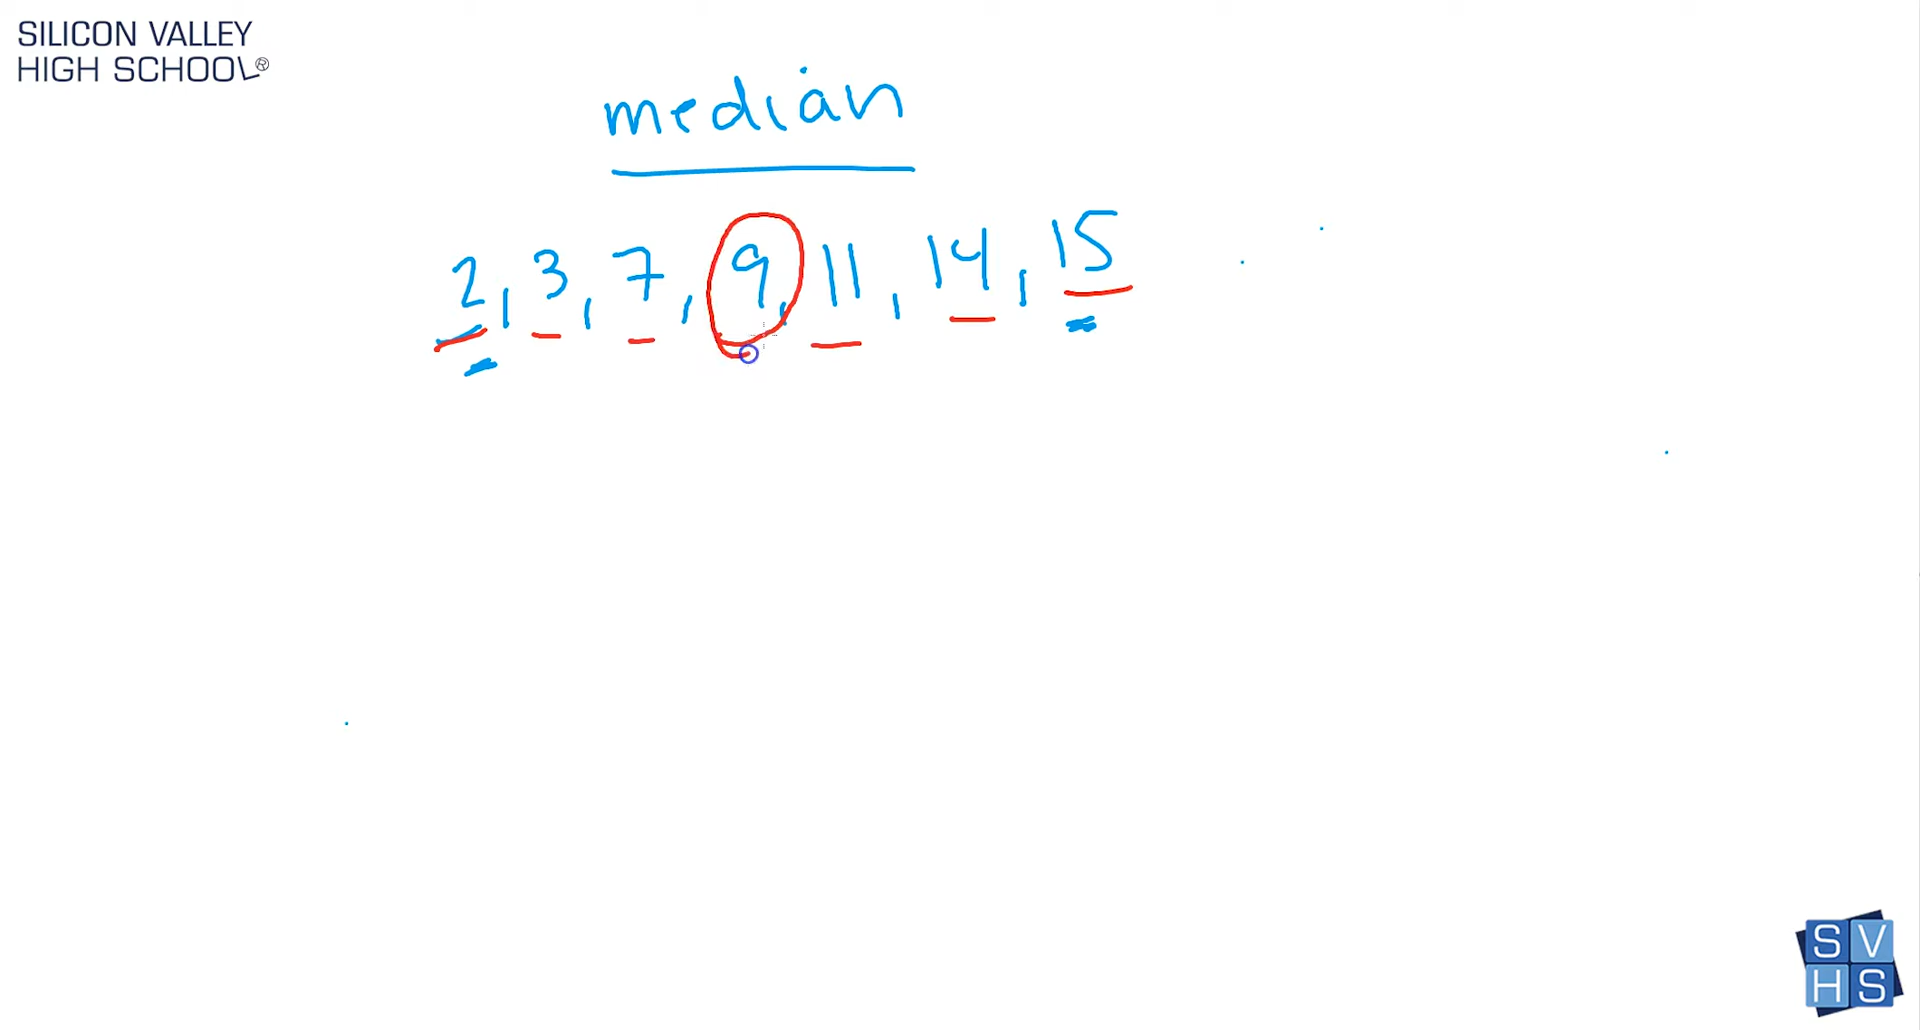 SILICON VALLEY
HIGH SCHOOL®
median
2, 3, 7, 9, 11, 14, 15
SV
HS